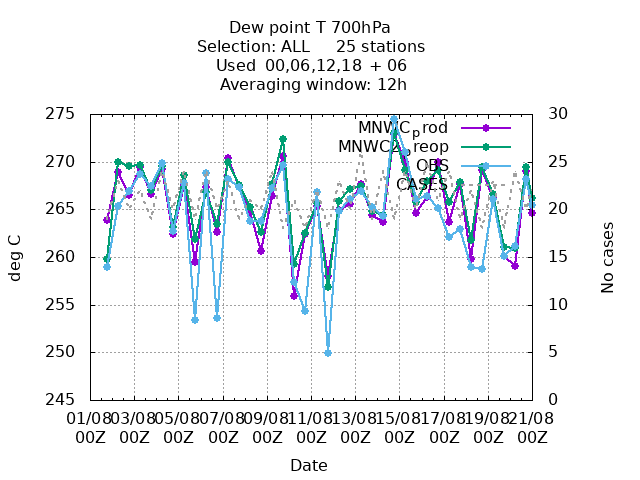 Dew point T 700hPa
Selection: ALL     25 stations
Used  00,06,12,18  + 06
Averaging window: 12h
275 30
MNWC_prod
MNWC2_preop
270 OBS 25
CASES
265 20
260 15
255 10
250 5
245 0
deg C
No cases
01/08 03/08 05/08 07/08 09/08 11/08 13/08 15/08 17/08 19/08 21/08
00Z 00Z 00Z 00Z 00Z 00Z 00Z 00Z 00Z 00Z 00Z
Date